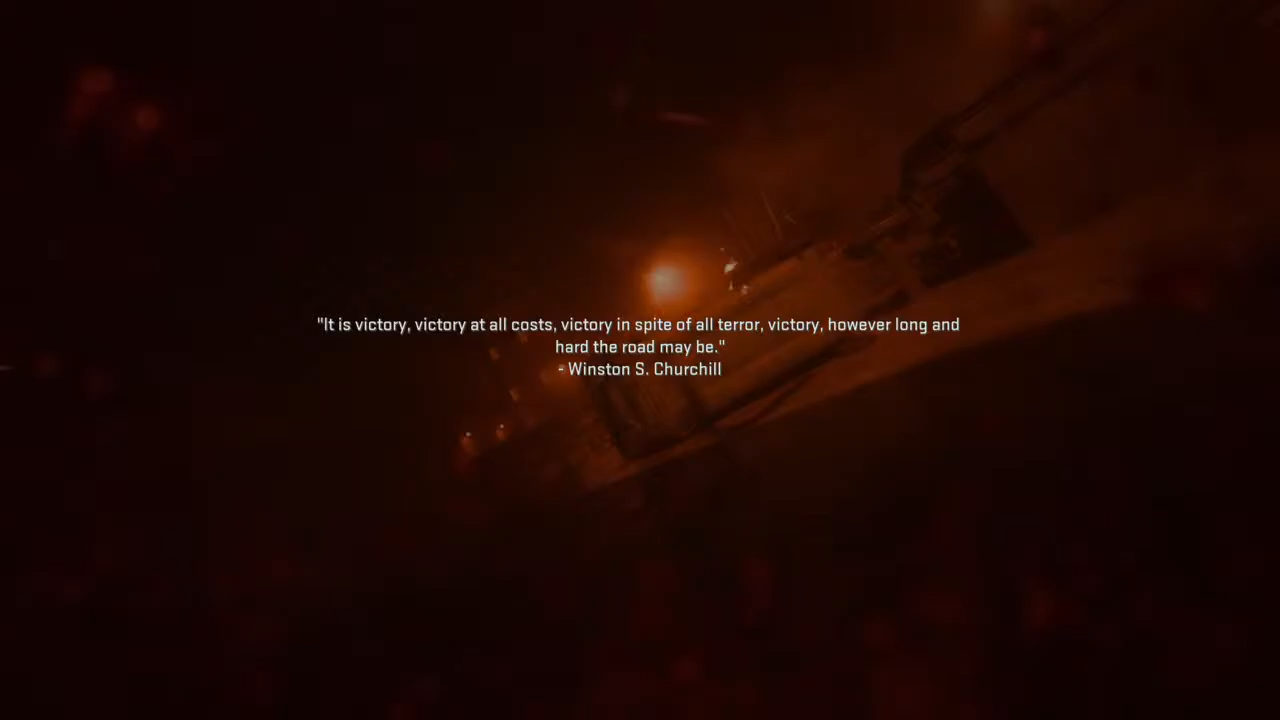 "It is victory, victory at all costs, victory in spite of all terror, victory, however long and
hard the road may be."
- Winston S. Churchill